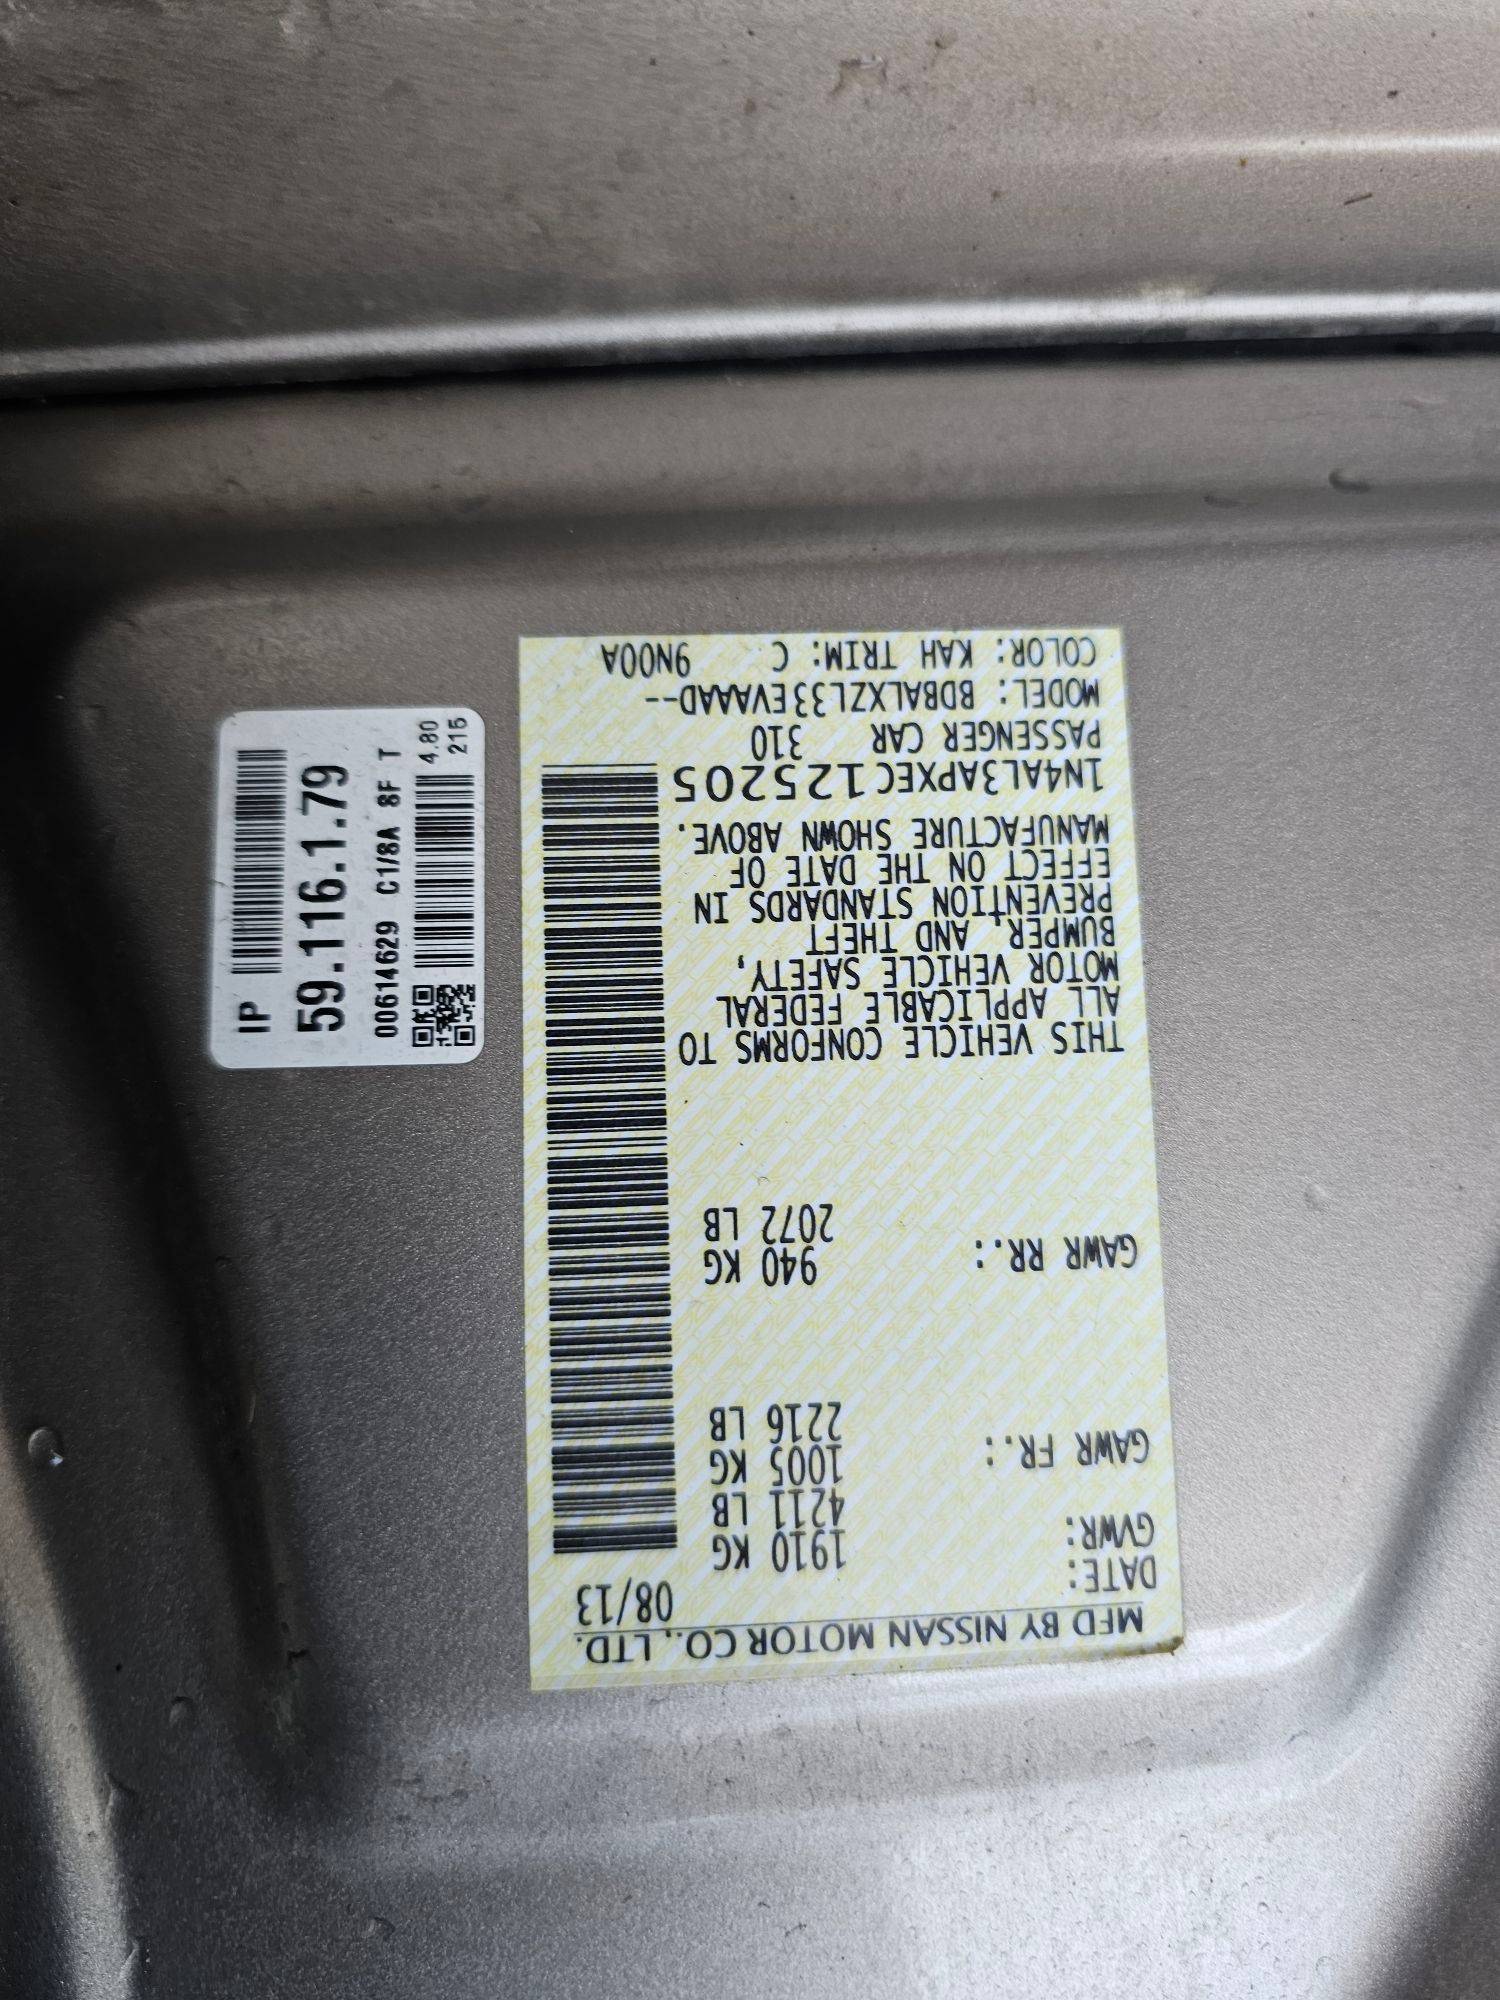 MFD BY NISSAN MOTOR CO., LTD.
DATE: 08/13
GVWR: 1910 KG
4211 LB
GAWR FR.: 1005 KG
2216 LB
GAWR RR.: 940 KG
2072 LB
THIS VEHICLE CONFORMS TO
ALL APPLICABLE FEDERAL
MOTOR VEHICLE SAFETY,
BUMPER, AND THEFT
PREVENTION STANDARDS IN
EFFECT ON THE DATE OF
MANUFACTURE SHOWN ABOVE.
1N4AL3APXEC125205
PASSENGER CAR 310
MODEL: BDBALXZL33EVAAAD--
COLOR: KAH TRIM: C 9N00A
IP
59.116.1.79
00614629 C1/8A 8F T
4.80
215